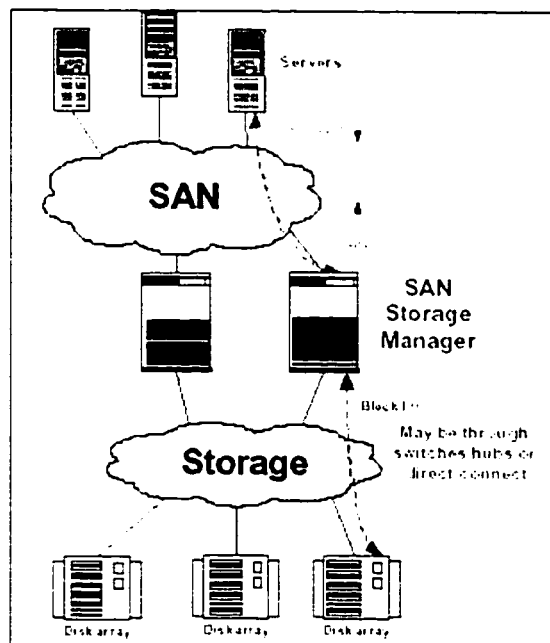 Servers
SAN
SAN
Storage
Manager
Block I/O
May be through
switches hubs or
direct connect
Storage
Disk array
Disk array
Disk array